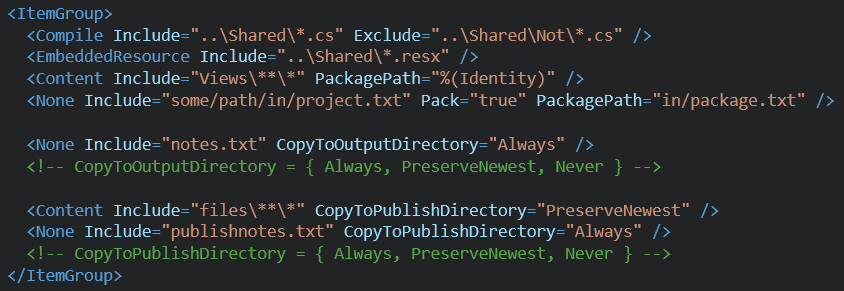 <ItemGroup>
  <Compile Include="..\Shared\*.cs" Exclude="..\Shared\Not\*.cs" />
  <EmbeddedResource Include="..\Shared\*.resx" />
  <Content Include="Views\**\*" PackagePath="%(Identity)" />
  <None Include="some/path/in/project.txt" Pack="true" PackagePath="in/package.txt" />

  <None Include="notes.txt" CopyToOutputDirectory="Always" />
  <!-- CopyToOutputDirectory = { Always, PreserveNewest, Never } -->

  <Content Include="files\**\*" CopyToPublishDirectory="PreserveNewest" />
  <None Include="publishnotes.txt" CopyToPublishDirectory="Always" />
  <!-- CopyToPublishDirectory = { Always, PreserveNewest, Never } -->
</ItemGroup>